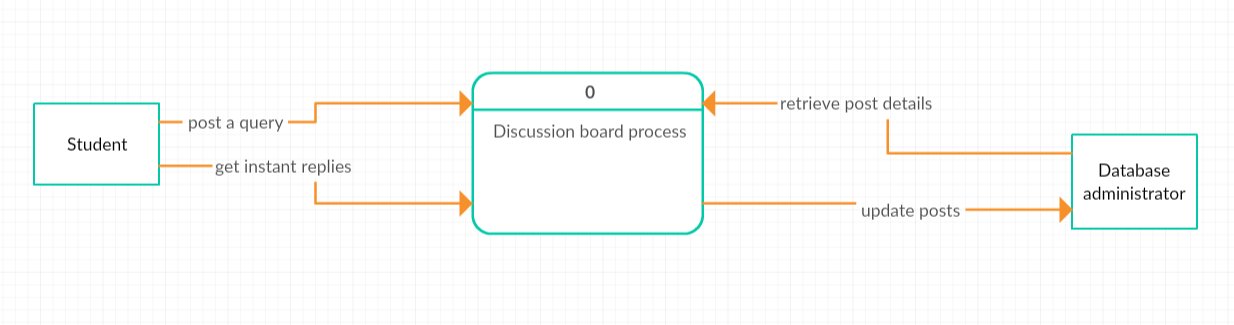 0
Discussion board process
Student
post a query
get instant replies
retrieve post details
update posts
Database
administrator